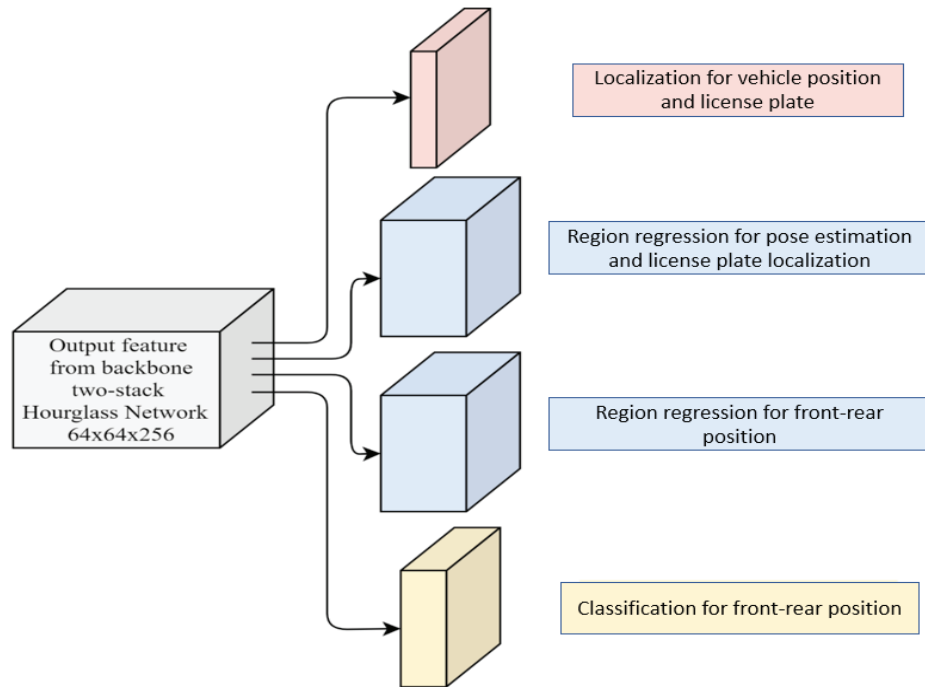 Localization for vehicle position
and license plate
Region regression for pose estimation
and license plate localization
Output feature
from backbone
two-stack
Hourglass Network
64x64x256
Region regression for front-rear
position
Classification for front-rear position